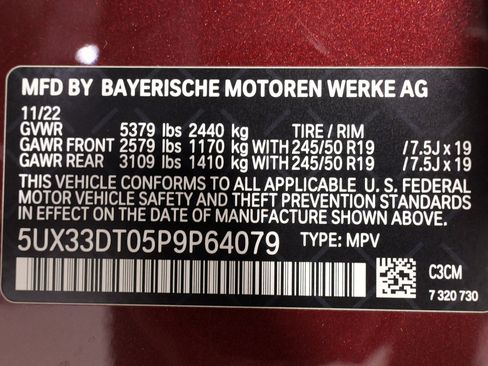 MFD BY BAYERISCHE MOTOREN WERKE AG
11/22
GVWR 5379 lbs 2440 kg TIRE / RIM
GAWR FRONT 2579 lbs 1170 kg WITH 245/50 R19 /7.5J x 19
GAWR REAR 3109 lbs 1410 kg WITH 245/50 R19 /7.5J x 19
THIS VEHICLE CONFORMS TO ALL APPLICABLE U. S. FEDERAL
MOTOR VEHICLE SAFETY AND THEFT PREVENTION STANDARDS
IN EFFECT ON THE DATE OF MANUFACTURE SHOWN ABOVE.
5UX33DT05P9P64079 TYPE: MPV
C3CM
7 320 730